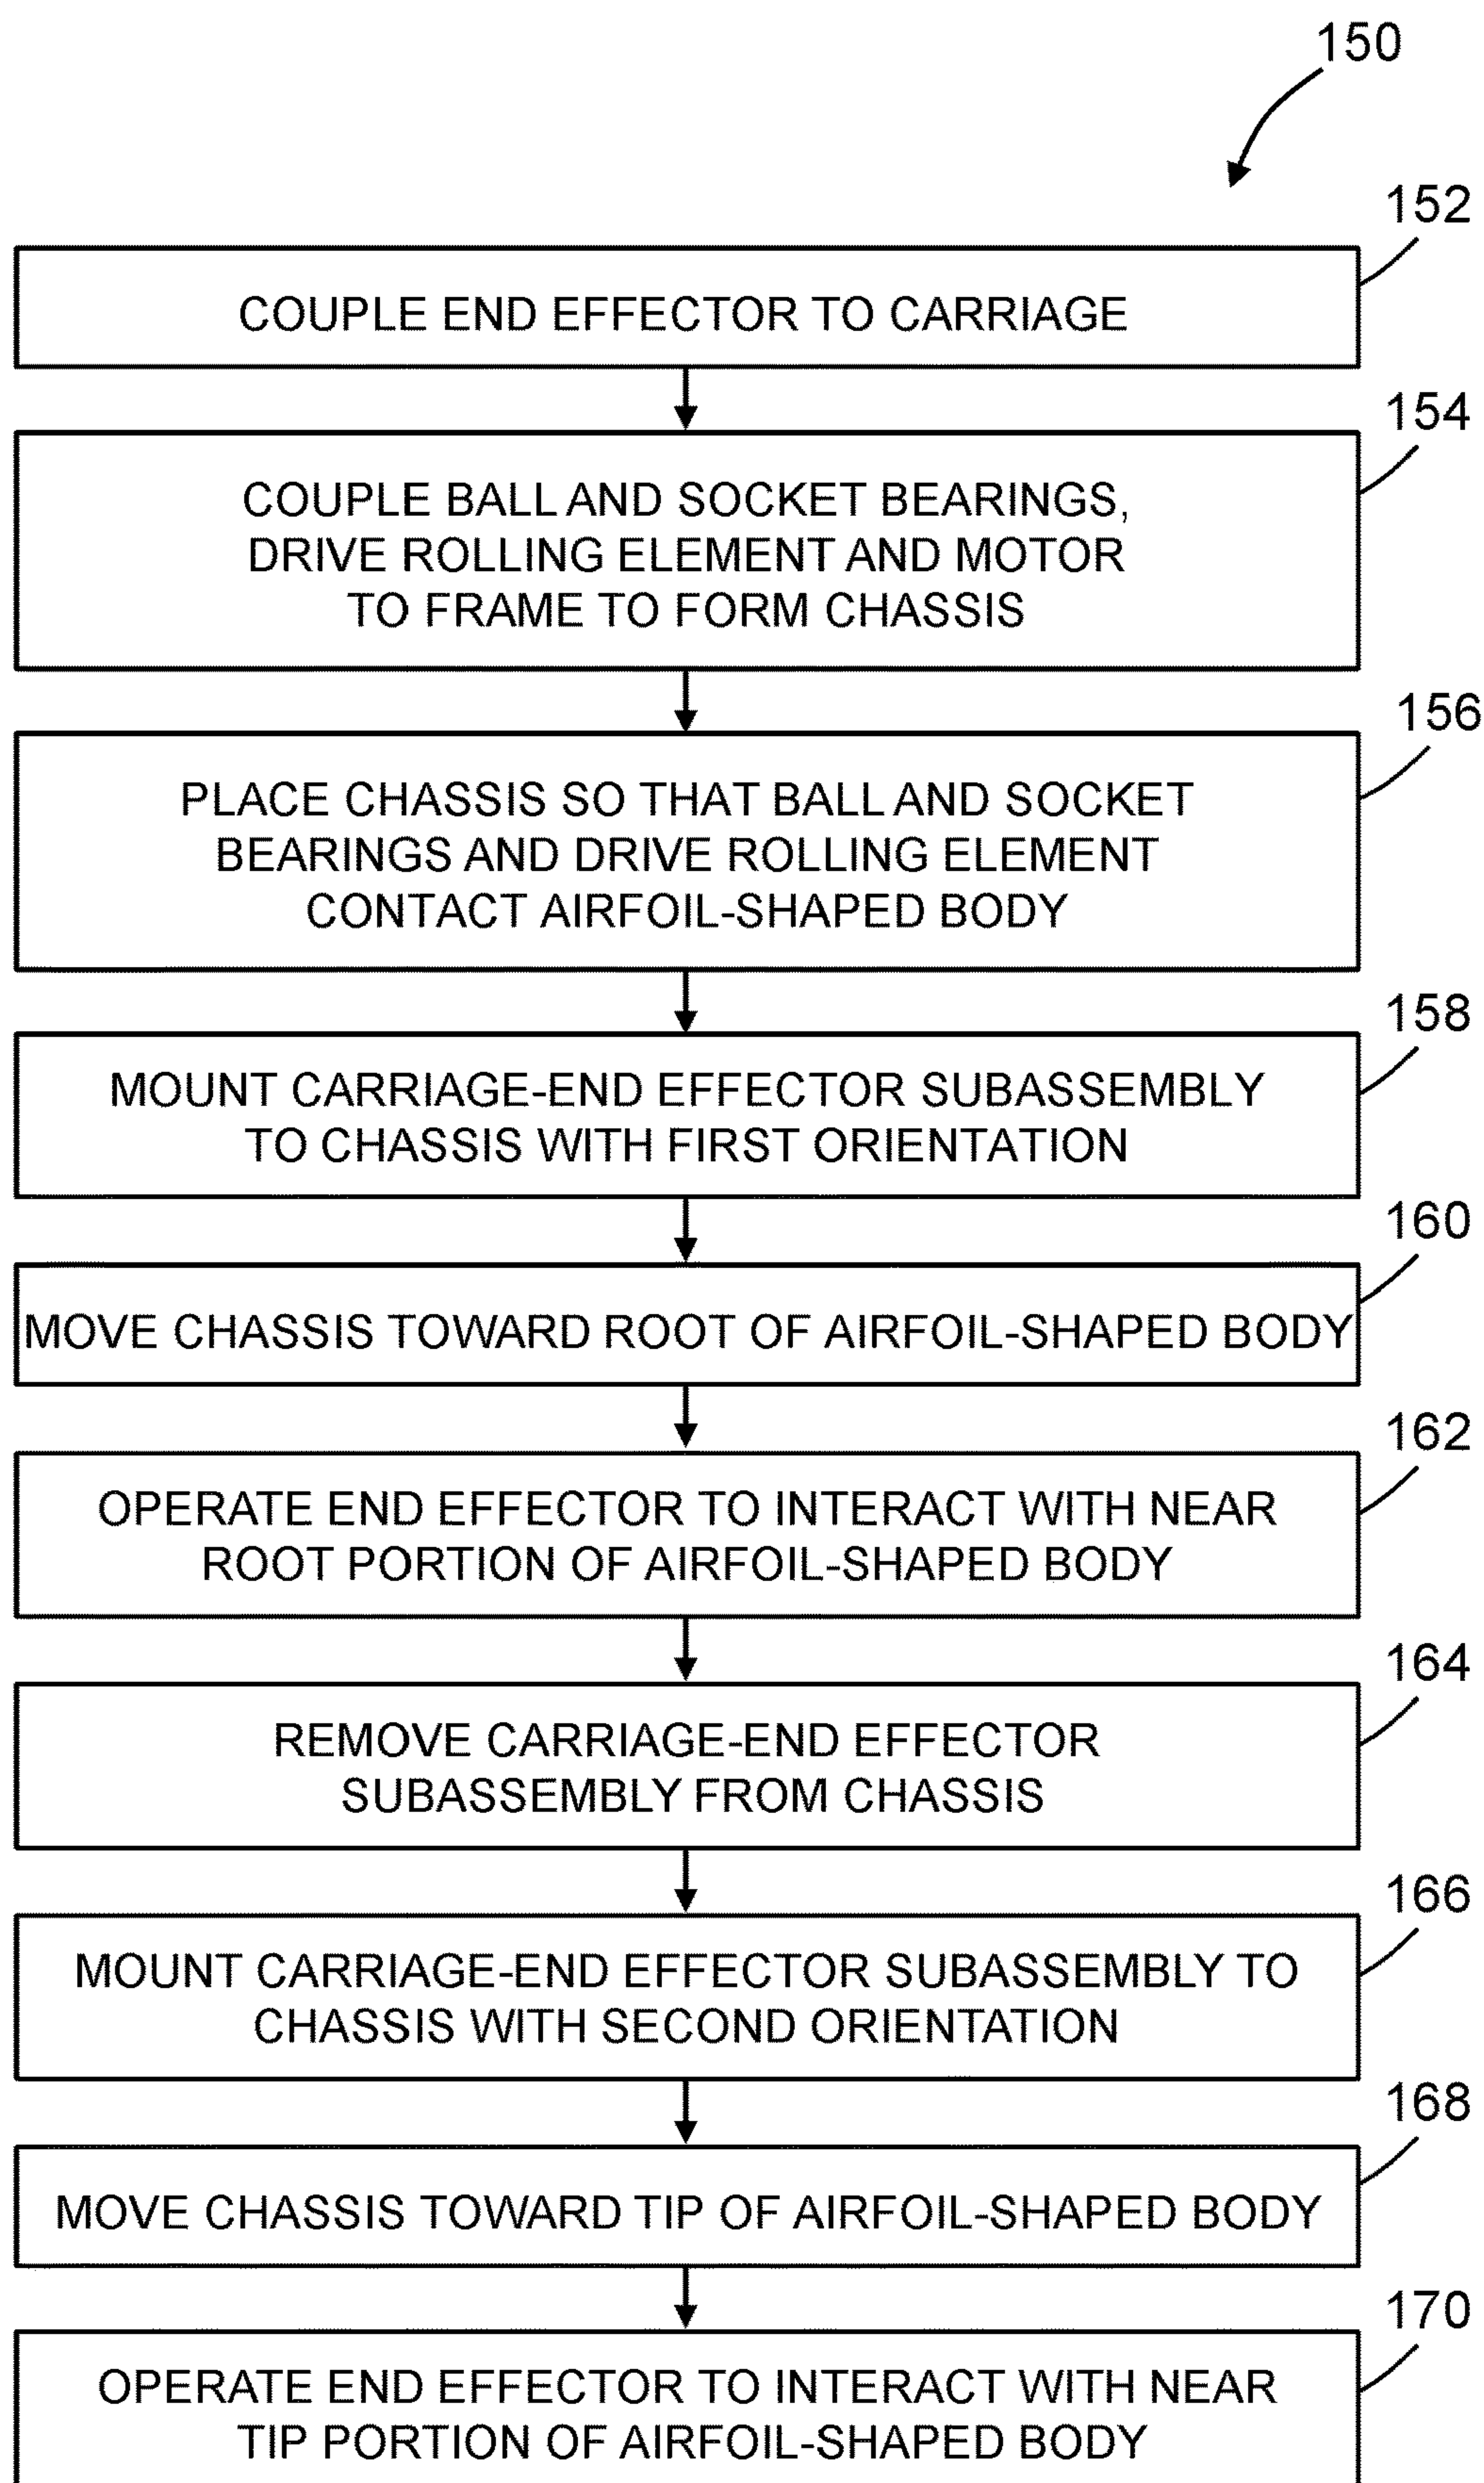 150
152
COUPLE END EFFECTOR TO CARRIAGE
154
COUPLE BALL AND SOCKET BEARINGS,
DRIVE ROLLING ELEMENT AND MOTOR
TO FRAME TO FORM CHASSIS
156
PLACE CHASSIS SO THAT BALL AND SOCKET
BEARINGS AND DRIVE ROLLING ELEMENT
CONTACT AIRFOIL-SHAPED BODY
158
MOUNT CARRIAGE-END EFFECTOR SUBASSEMBLY
TO CHASSIS WITH FIRST ORIENTATION
160
MOVE CHASSIS TOWARD ROOT OF AIRFOIL-SHAPED BODY
162
OPERATE END EFFECTOR TO INTERACT WITH NEAR
ROOT PORTION OF AIRFOIL-SHAPED BODY
164
REMOVE CARRIAGE-END EFFECTOR
SUBASSEMBLY FROM CHASSIS
166
MOUNT CARRIAGE-END EFFECTOR SUBASSEMBLY TO
CHASSIS WITH SECOND ORIENTATION
168
MOVE CHASSIS TOWARD TIP OF AIRFOIL-SHAPED BODY
170
OPERATE END EFFECTOR TO INTERACT WITH NEAR
TIP PORTION OF AIRFOIL-SHAPED BODY